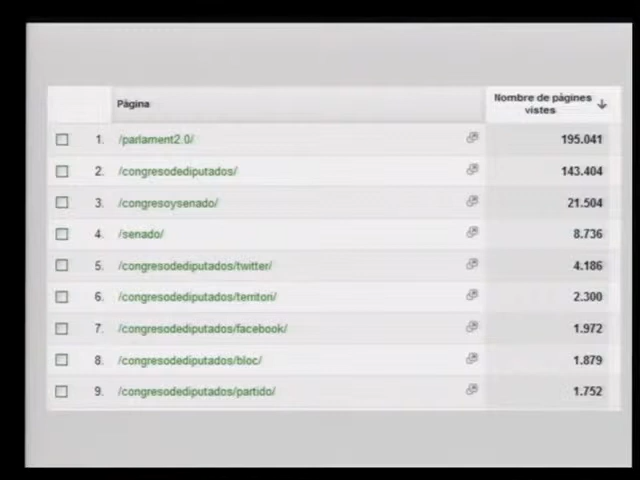 Pàgina Nombre de pàgines vistes
1. /parlament2.0/ 195.041
2. /congresodediputados/ 143.404
3. /congresoysenado/ 21.504
4. /senado/ 8.736
5. /congresodediputados/twitter/ 4.186
6. /congresodediputados/territori/ 2.300
7. /congresodediputados/facebook/ 1.972
8. /congresodediputados/bloc/ 1.879
9. /congresodediputados/partido/ 1.752